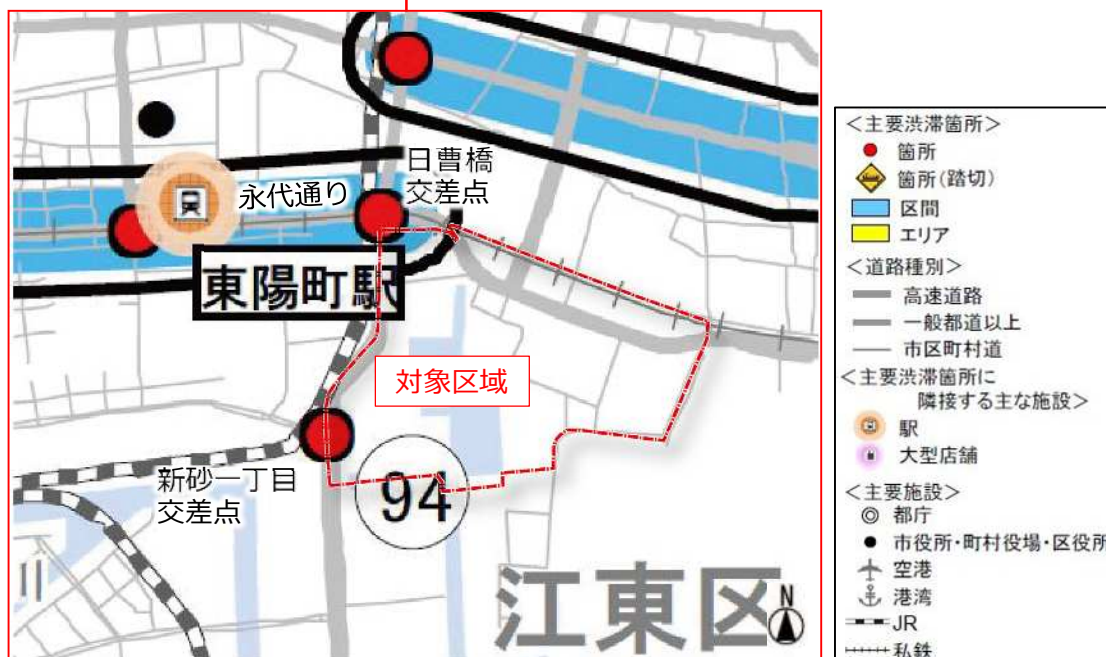 日曹橋
交差点
永代通り
東陽町駅
対象区域
新砂一丁目
交差点
94
川
江東区
N
＜主要渋滞箇所＞
箇所
箇所(踏切)
区間
エリア
＜道路種別＞
高速道路
一般都道以上
市区町村道
＜主要渋滞箇所に
隣接する主な施設＞
駅
大型店舗
＜主要施設＞
都庁
市役所・町村役場・区役所
空港
港湾
JR
私鉄